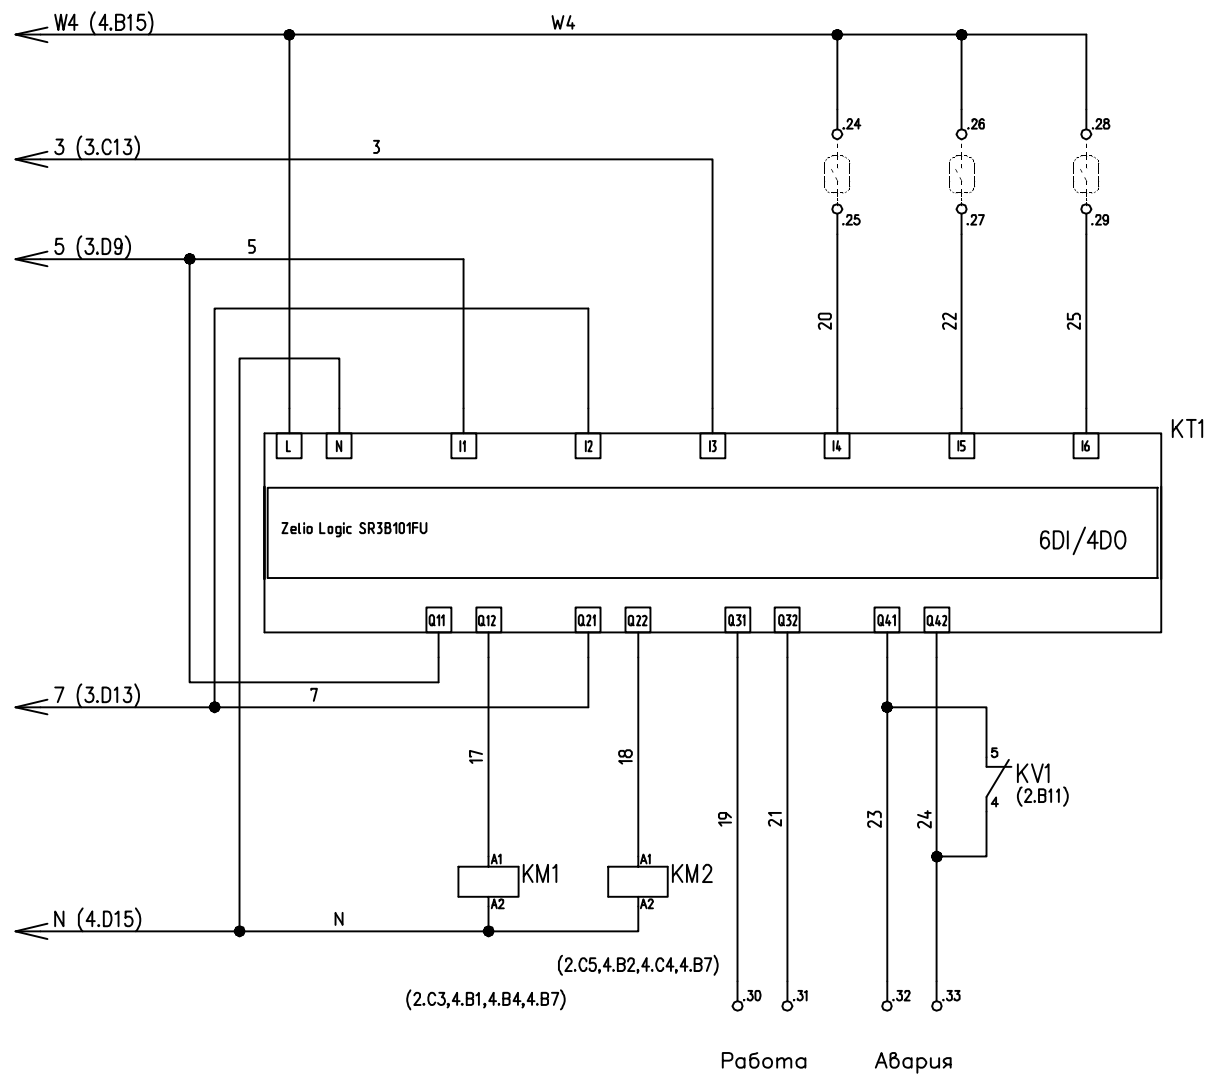 W4 (4.B15)
W4
.24
.26
.28
3 (3.C13)
3
.25
.27
.29
5 (3.D9)
5
20
22
25
KT1
L
N
I1
I2
I3
I4
I5
I6
Zelio Logic SR3B101FU
6DI/4DO
Q11
Q12
Q21
Q22
Q31
Q32
Q41
Q42
7 (3.D13)
7
17
18
19
21
23
24
5
KV1
(2.B11)
4
A1
KM1
A2
A1
KM2
A2
N (4.D15)
N
(2.C5,4.B2,4.C4,4.B7)
(2.C3,4.B1,4.B4,4.B7)
.30
.31
.32
.33
Работа
Авария